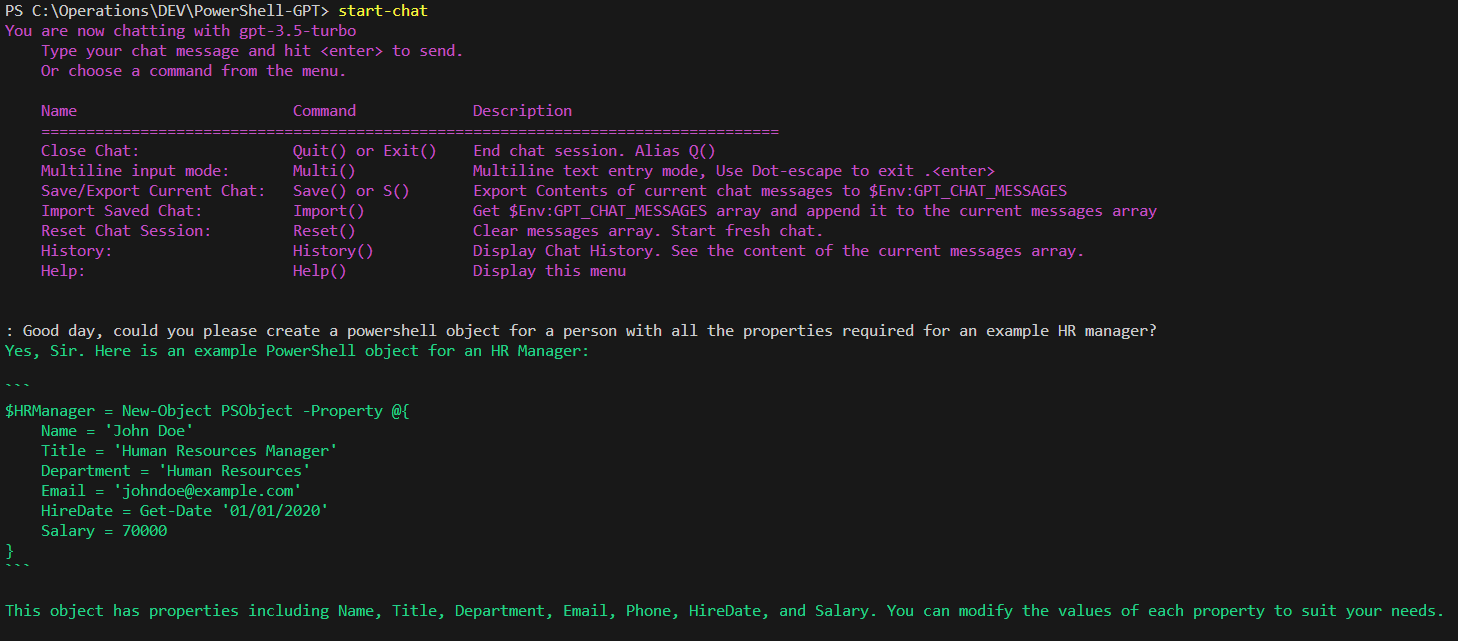 PS C:\Operations\DEV\PowerShell-GPT> start-chat
You are now chatting with gpt-3.5-turbo
    Type your chat message and hit <enter> to send.
    Or choose a command from the menu.

    Name                        Command             Description
    ==================================================================================
    Close Chat:                 Quit() or Exit()    End chat session. Alias Q()
    Multiline input mode:       Multi()             Multiline text entry mode, Use Dot-escape to exit .<enter>
    Save/Export Current Chat:   Save() or S()       Export Contents of current chat messages to $Env:GPT_CHAT_MESSAGES
    Import Saved Chat:          Import()            Get $Env:GPT_CHAT_MESSAGES array and append it to the current messages array
    Reset Chat Session:         Reset()             Clear messages array. Start fresh chat.
    History:                    History()           Display Chat History. See the content of the current messages array.
    Help:                       Help()              Display this menu

: Good day, could you please create a powershell object for a person with all the properties required for an example HR manager?
Yes, Sir. Here is an example PowerShell object for an HR Manager:

```
$HRManager = New-Object PSObject -Property @{
    Name = 'John Doe'
    Title = 'Human Resources Manager'
    Department = 'Human Resources'
    Email = 'johndoe@example.com'
    HireDate = Get-Date '01/01/2020'
    Salary = 70000
}
```

This object has properties including Name, Title, Department, Email, Phone, HireDate, and Salary. You can modify the values of each property to suit your needs.